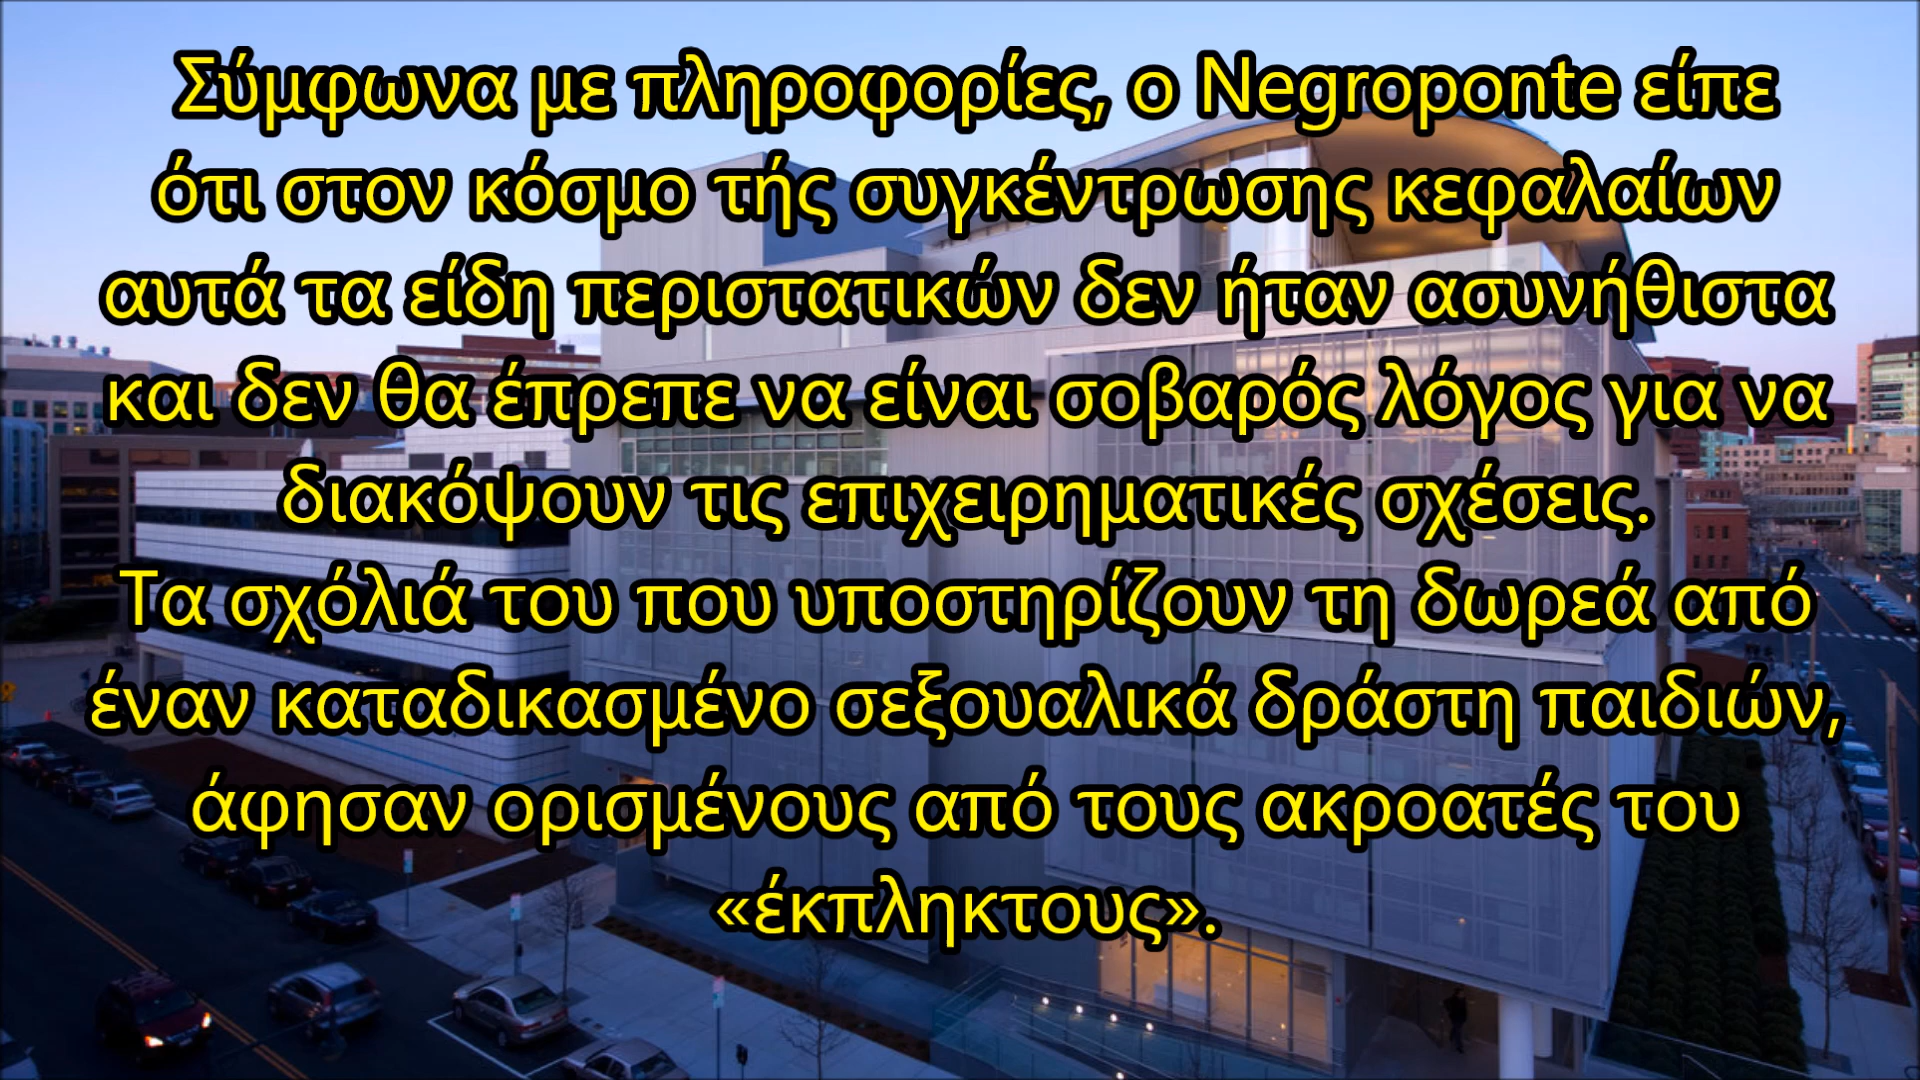 Σύμφωνα με πληροφορίες, ο Negroponte είπε
ότι στον κόσμο τής συγκέντρωσης κεφαλαίων
αυτά τα είδη περιστατικών δεν ήταν ασυνήθιστα
και δεν θα έπρεπε να είναι σοβαρός λόγος για να
διακόψουν τις επιχειρηματικές σχέσεις.
Τα σχόλιά του που υποστηρίζουν τη δωρεά από
έναν καταδικασμένο σεξουαλικά δράστη παιδιών,
άφησαν ορισμένους από τους ακροατές του
«έκπληκτους».